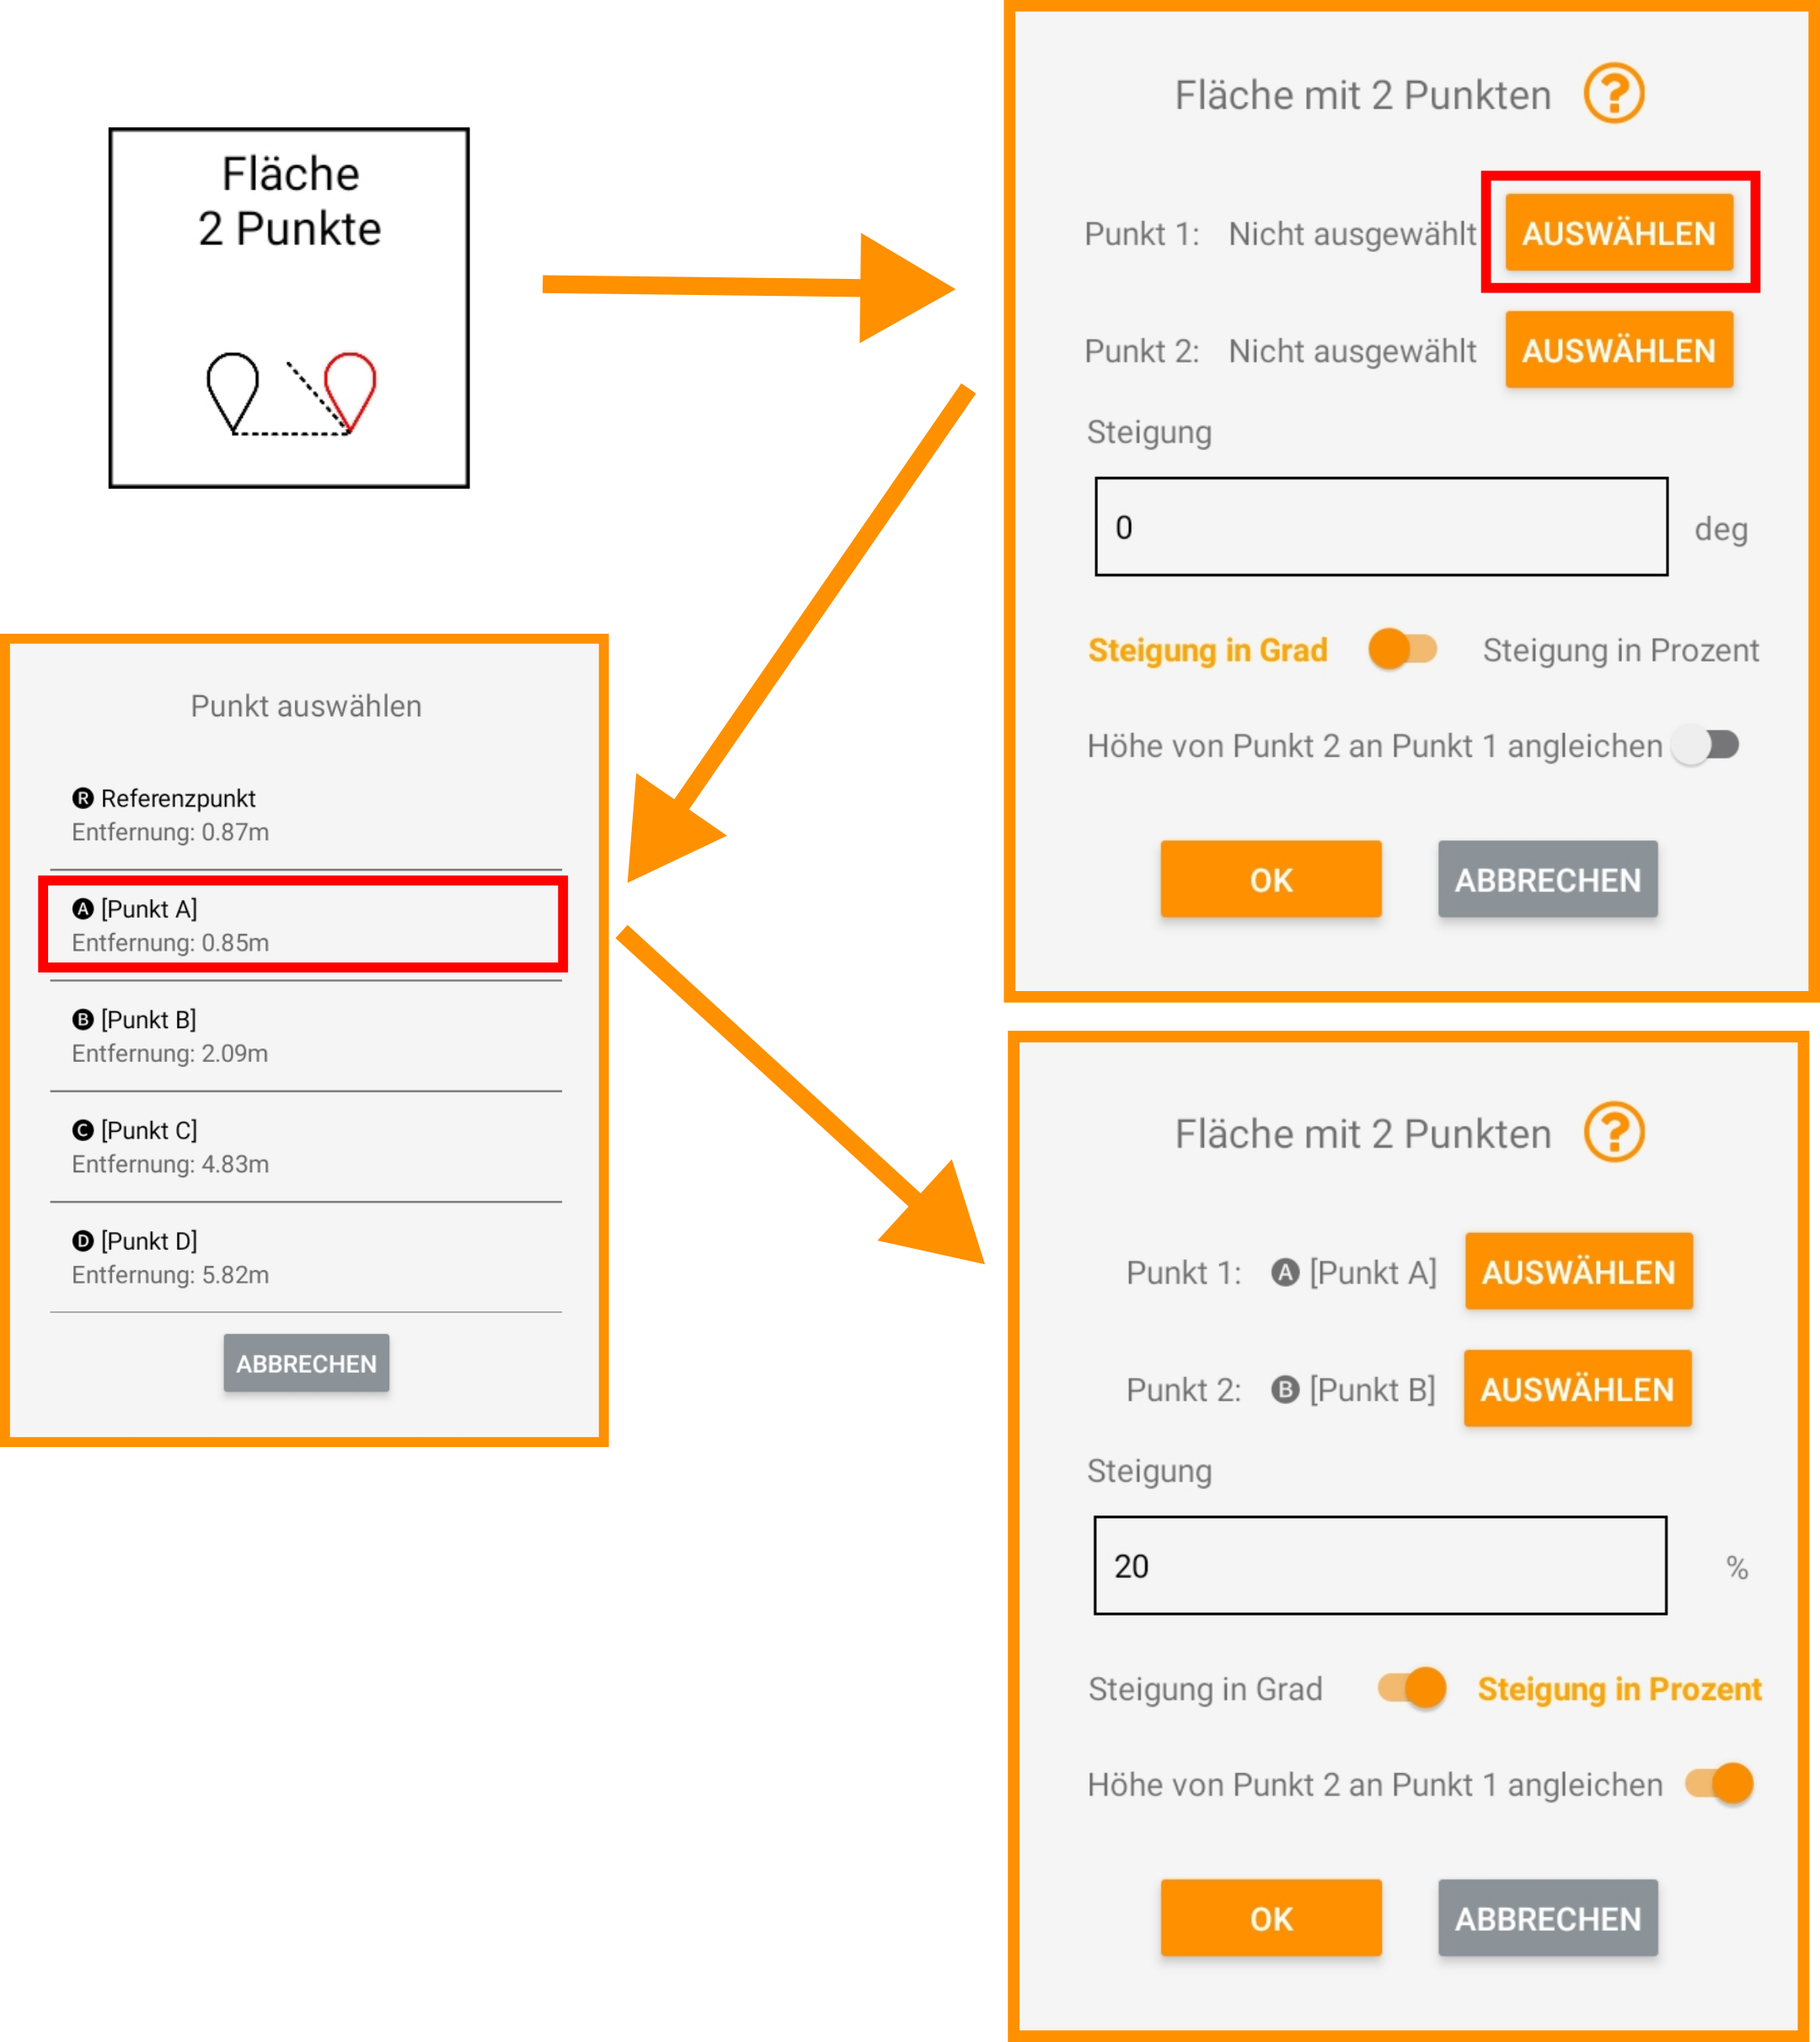 Fläche
2 Punkte
Fläche mit 2 Punkten ?
Punkt 1: Nicht ausgewählt AUSWÄHLEN
Punkt 2: Nicht ausgewählt AUSWÄHLEN
Steigung
0 deg
Steigung in Grad Steigung in Prozent
Höhe von Punkt 2 an Punkt 1 angleichen
OK ABBRECHEN
Punkt auswählen
R Referenzpunkt
Entfernung: 0.87m
A [Punkt A]
Entfernung: 0.85m
B [Punkt B]
Entfernung: 2.09m
C [Punkt C]
Entfernung: 4.83m
D [Punkt D]
Entfernung: 5.82m
ABBRECHEN
Fläche mit 2 Punkten ?
Punkt 1: A [Punkt A] AUSWÄHLEN
Punkt 2: B [Punkt B] AUSWÄHLEN
Steigung
20 %
Steigung in Grad Steigung in Prozent
Höhe von Punkt 2 an Punkt 1 angleichen
OK ABBRECHEN